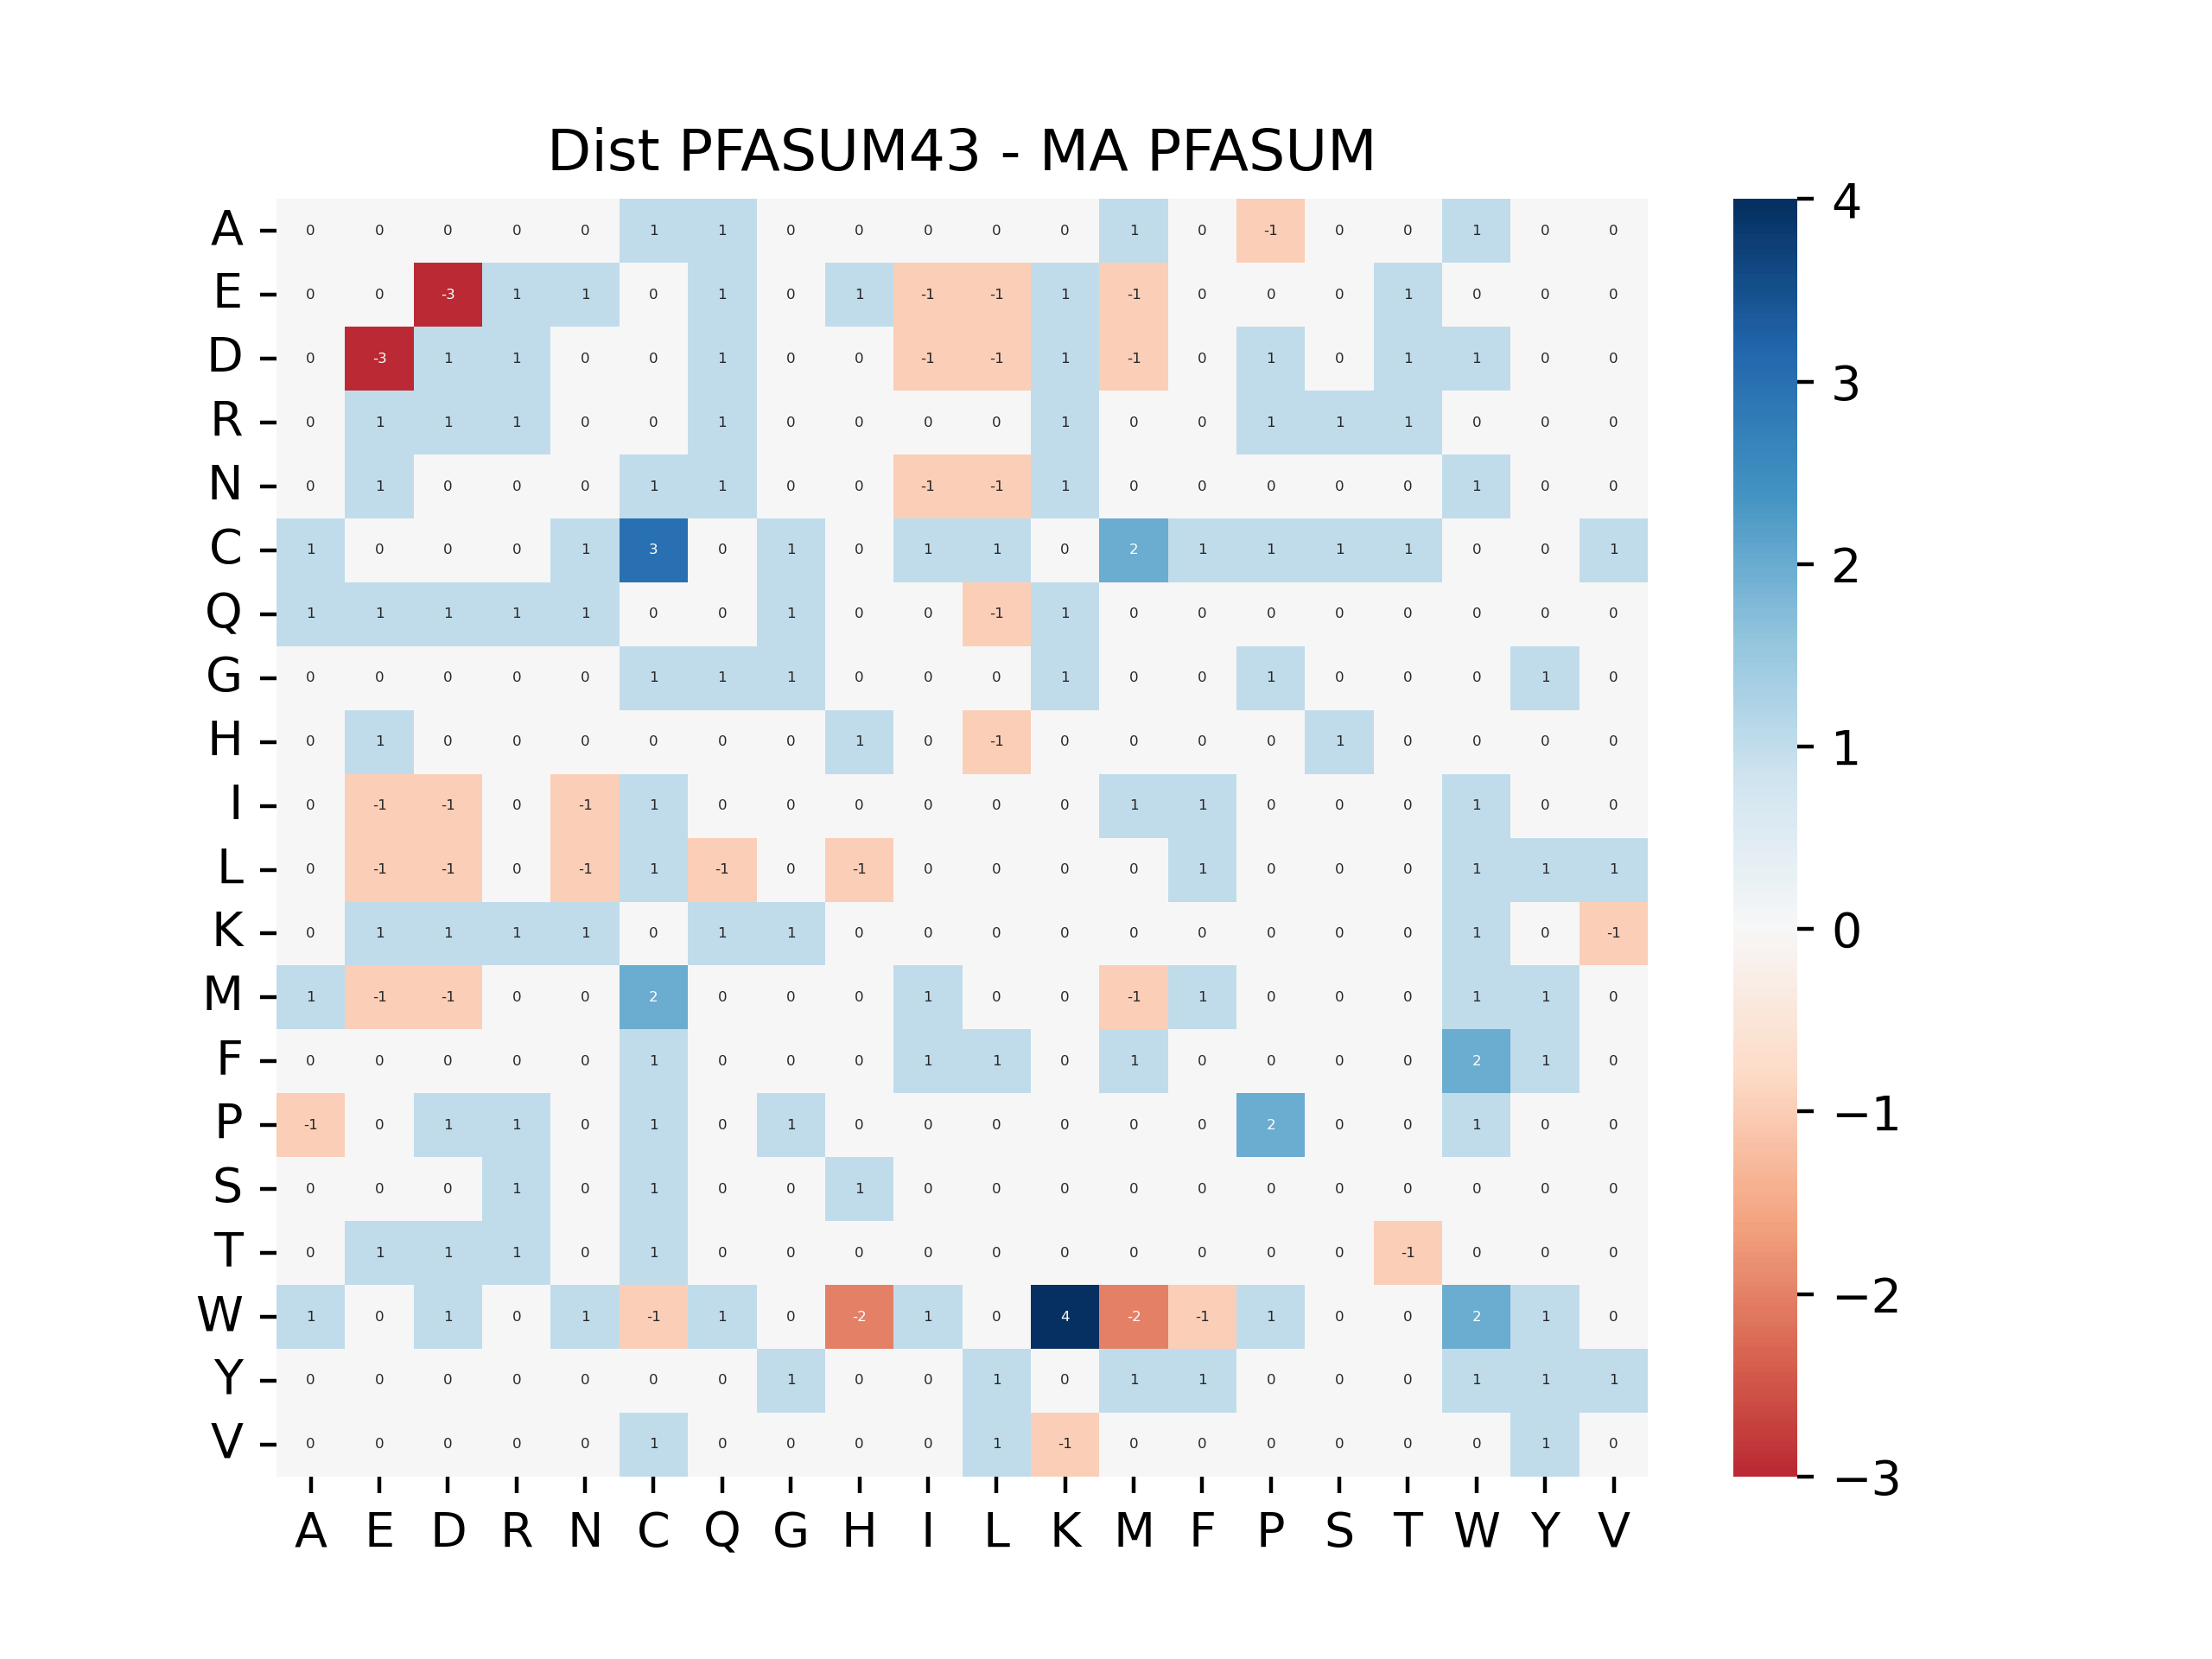 Dist PFASUM43 - MA PFASUM
A 0 0 0 0 0 1 1 0 0 0 0 0 1 0 -1 0 0 1 0 0
E 0 0 -3 1 1 0 1 0 1 -1 -1 1 -1 0 0 0 1 0 0 0
D 0 -3 1 1 0 0 1 0 0 -1 -1 1 -1 0 1 0 1 1 0 0
R 0 1 1 1 0 0 1 0 0 0 0 1 0 0 1 1 1 0 0 0
N 0 1 0 0 0 1 1 0 0 -1 -1 1 0 0 0 0 0 1 0 0
C 1 0 0 0 1 3 0 1 0 1 1 0 2 1 1 1 1 0 0 1
Q 1 1 1 1 1 0 0 1 0 0 -1 1 0 0 0 0 0 0 0 0
G 0 0 0 0 0 1 1 1 0 0 0 1 0 0 1 0 0 0 1 0
H 0 1 0 0 0 0 0 0 1 0 -1 0 0 0 0 1 0 0 0 0
I 0 -1 -1 0 -1 1 0 0 0 0 0 0 1 1 0 0 0 1 0 0
L 0 -1 -1 0 -1 1 -1 0 -1 0 0 0 0 1 0 0 0 1 1 1
K 0 1 1 1 1 0 1 1 0 0 0 0 0 0 0 0 0 1 0 -1
M 1 -1 -1 0 0 2 0 0 0 1 0 0 -1 1 0 0 0 1 1 0
F 0 0 0 0 0 1 0 0 0 1 1 0 1 0 0 0 0 2 1 0
P -1 0 1 1 0 1 0 1 0 0 0 0 0 0 2 0 0 1 0 0
S 0 0 0 1 0 1 0 0 1 0 0 0 0 0 0 0 0 0 0 0
T 0 1 1 1 0 1 0 0 0 0 0 0 0 0 0 0 -1 0 0 0
W 1 0 1 0 1 -1 1 0 -2 1 0 4 -2 -1 1 0 0 2 1 0
Y 0 0 0 0 0 0 0 1 0 0 1 0 1 1 0 0 0 1 1 1
V 0 0 0 0 0 1 0 0 0 0 1 -1 0 0 0 0 0 0 1 0
A E D R N C Q G H I L K M F P S T W Y V
4
3
2
1
0
−1
−2
−3